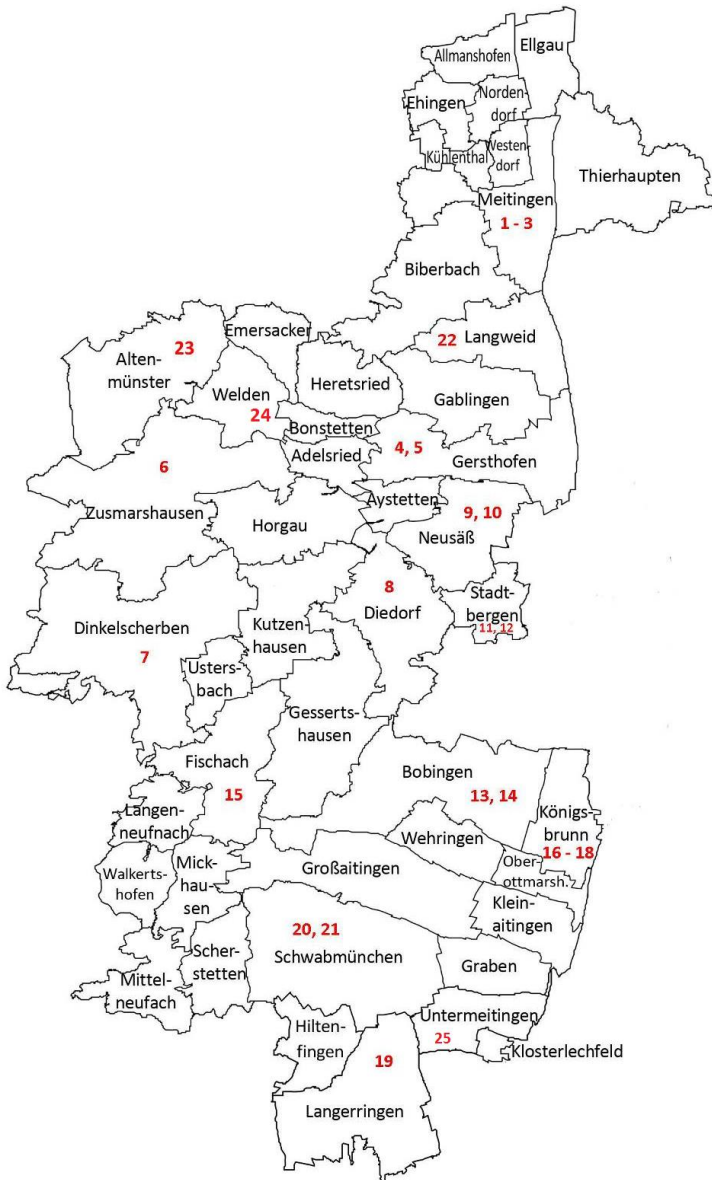 Ellgau
Allmanshofen
Norden-
dorf
Ehingen
Westen-
dorf
Kühlenthal
Thierhaupten
Meitingen
1 - 3
Biberbach
Emersacker
23
22 Langweid
Alten-
münster
Heretsried
Welden
24
Gablingen
Bonstetten
4, 5
Adelsried
Gersthofen
6
Aystetten
9, 10
Zusmarshausen
Horgau
Neusäß
8
Diedorf
Stadt-
bergen
11, 12
Dinkelscherben
7
Kutzen-
hausen
Usters-
bach
Gesserts-
hausen
Fischach
15
Bobingen
13, 14
Langen-
neufnach
Königs-
brunn
16 - 18
Wehringen
Walkerts-
hofen
Mick-
hausen
Großaitingen
Ober-
ottmarsh.
Klein-
aitingen
20, 21
Schwabmünchen
Scher-
stetten
Graben
Mittel-
neufach
Untermeitingen
25
Hilten-
fingen
Klosterlechfeld
19
Langerringen